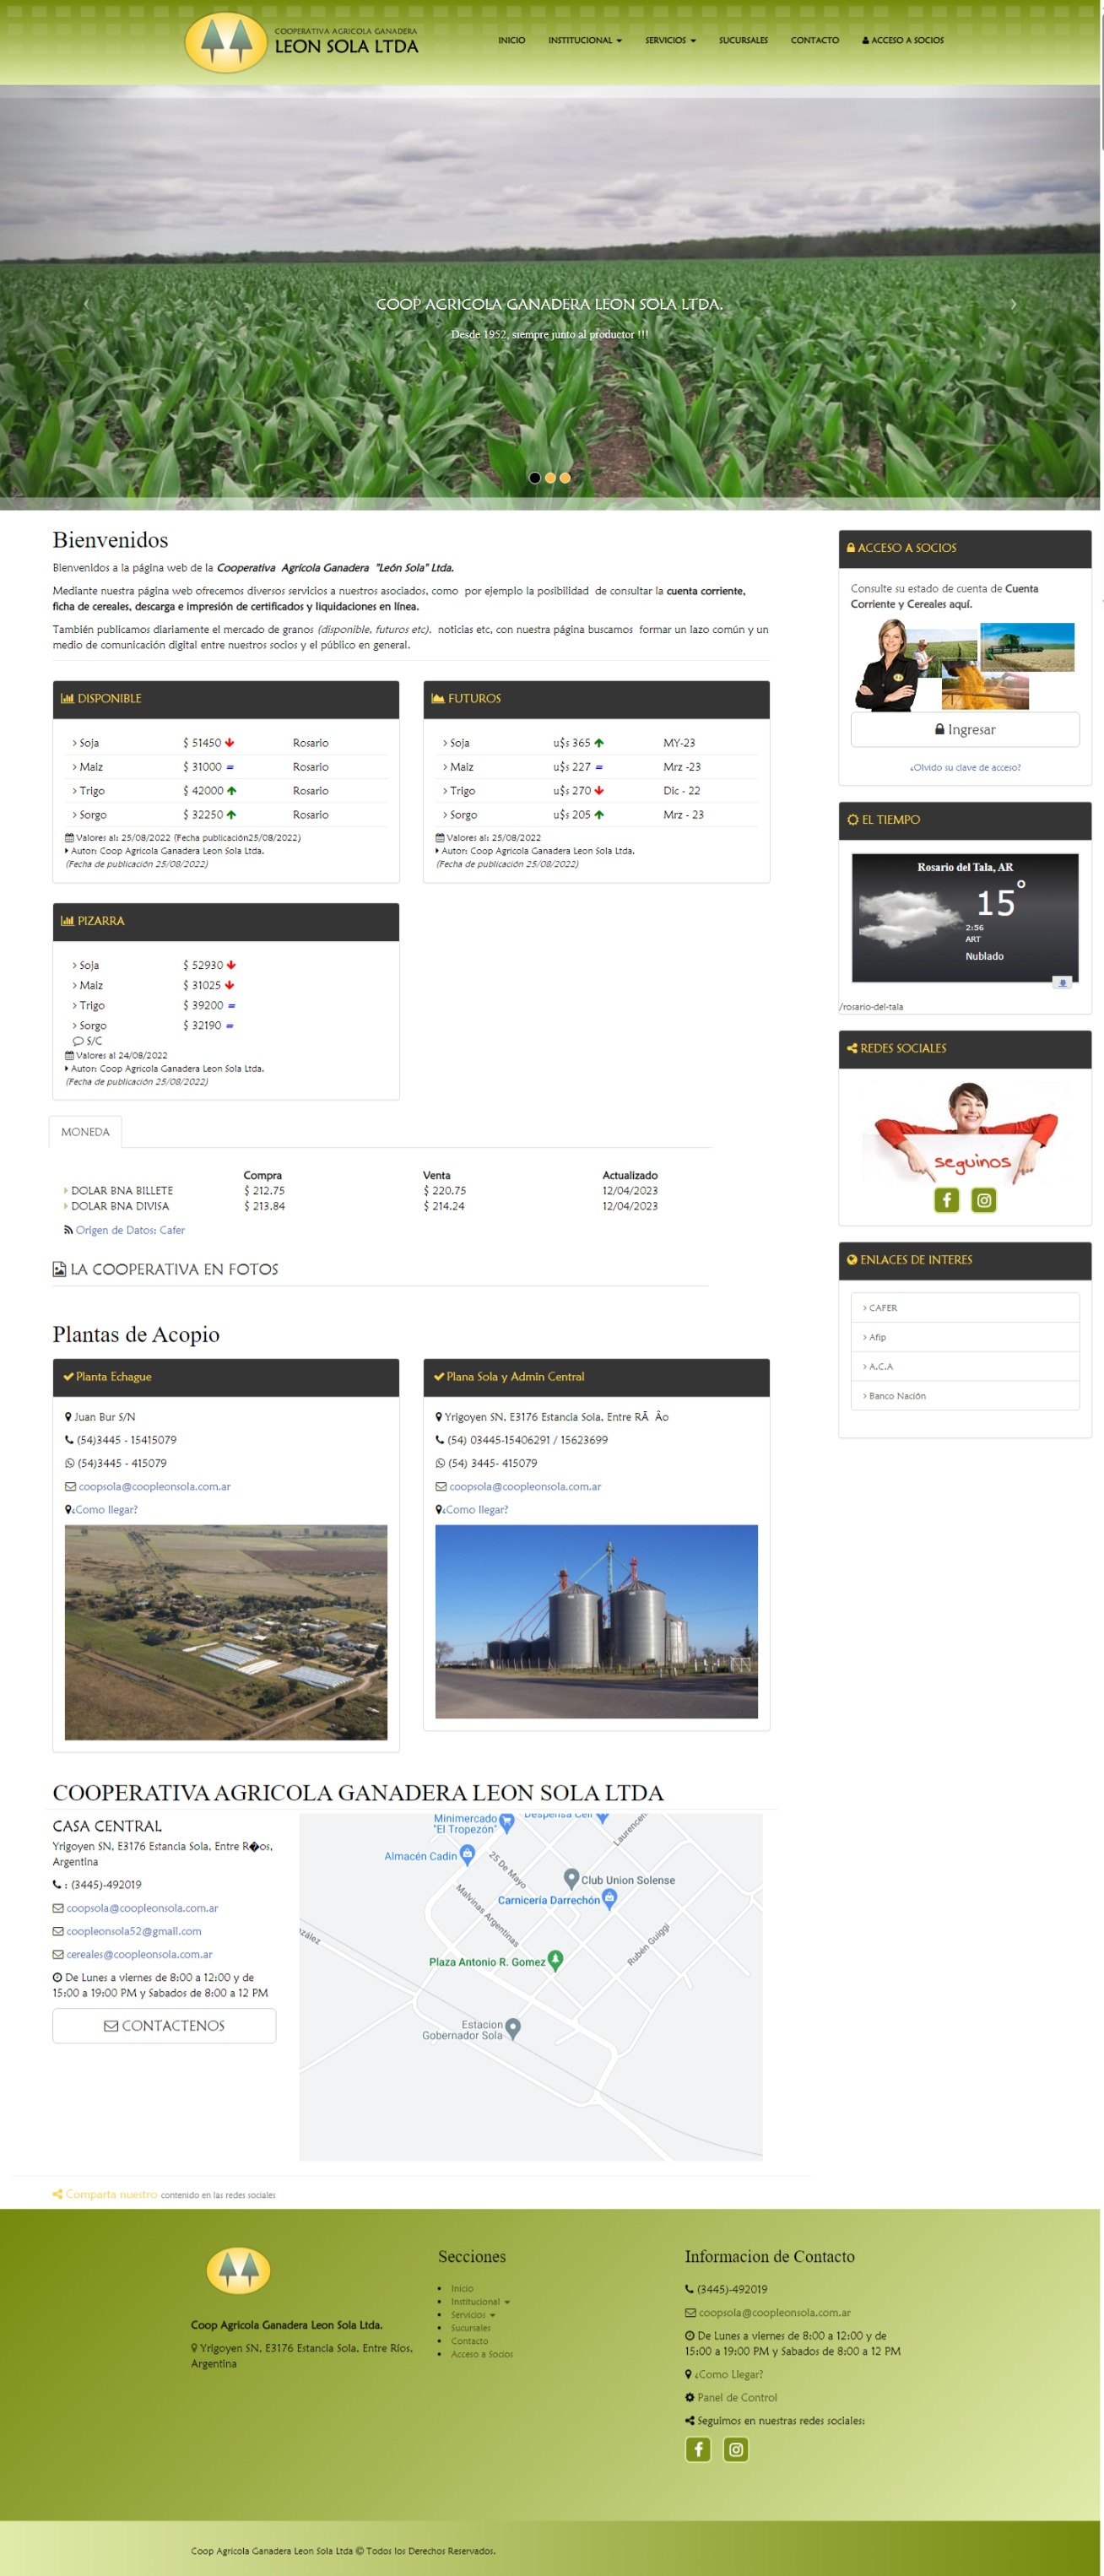 COOPERATIVA AGRICOLA GANADERA
LEON SOLA LTDA
INICIO INSTITUCIONAL SERVICIOS SUCURSALES CONTACTO ACCESO A SOCIOS
COOP AGRICOLA GANADERA LEON SOLA LTDA.
Desde 1952, siempre junto al productor !!!
Bienvenidos
Bienvenidos a la página web de la Cooperativa Agrícola Ganadera "León Sola" Ltda.
Mediante nuestra página web ofrecemos diversos servicios a nuestros asociados, como por ejemplo la posibilidad de consultar la cuenta corriente,
ficha de cereales, descarga e impresión de certificados y liquidaciones en línea.
También publicamos diariamente el mercado de granos (disponible, futuros etc), noticias etc, con nuestra página buscamos formar un lazo común y un
medio de comunicación digital entre nuestros socios y el público en general.
DISPONIBLE
> Soja $ 51450 Rosario
> Maiz $ 31000 = Rosario
> Trigo $ 42000 Rosario
> Sorgo $ 32250 Rosario
Valores al: 25/08/2022 (Fecha publicación25/08/2022)
Autor: Coop Agricola Ganadera Leon Sola Ltda.
(Fecha de publicación 25/08/2022)
FUTUROS
> Soja u$s 365 MY-23
> Maiz u$s 227 = Mrz -23
> Trigo u$s 270 Dic - 22
> Sorgo u$s 205 Mrz - 23
Valores al: 25/08/2022
Autor: Coop Agricola Ganadera Leon Sola Ltda.
(Fecha de publicación 25/08/2022)
PIZARRA
> Soja $ 52930
> Maiz $ 31025
> Trigo $ 39200 =
> Sorgo $ 32190 =
S/C
Valores al 24/08/2022
Autor: Coop Agricola Ganadera Leon Sola Ltda.
(Fecha de publicación 25/08/2022)
MONEDA
Compra Venta Actualizado
DOLAR BNA BILLETE $ 212.75 $ 220.75 12/04/2023
DOLAR BNA DIVISA $ 213.84 $ 214.24 12/04/2023
Origen de Datos: Cafer
LA COOPERATIVA EN FOTOS
Plantas de Acopio
Planta Echague
Juan Bur S/N
(54)3445 - 15415079
(54)3445 - 415079
coopsola@coopleonsola.com.ar
¿Como llegar?
Plana Sola y Admin Central
Yrigoyen SN, E3176 Estancia Sola, Entre RÃ Âo
(54) 03445-15406291 / 15623699
(54) 3445- 415079
coopsola@coopleonsola.com.ar
¿Como llegar?
ACCESO A SOCIOS
Consulte su estado de cuenta de Cuenta
Corriente y Cereales aquí.
Ingresar
¿Olvido su clave de acceso?
EL TIEMPO
Rosario del Tala, AR
15°
2:56
ART
Nublado
/rosario-del-tala
REDES SOCIALES
seguinos
ENLACES DE INTERES
> CAFER
> Afip
> A.C.A
> Banco Nación
COOPERATIVA AGRICOLA GANADERA LEON SOLA LTDA
CASA CENTRAL
Yrigoyen SN, E3176 Estancia Sola, Entre R�os,
Argentina
: (3445)-492019
coopsola@coopleonsola.com.ar
coopleonsola52@gmail.com
cereales@coopleonsola.com.ar
De Lunes a viernes de 8:00 a 12:00 y de
15:00 a 19:00 PM y Sabados de 8:00 a 12 PM
CONTACTENOS
Minimercado
"El Tropezón"
Despensa Celi
Laurencen
Almacén Cadin
25 De Mayo
Club Union Solense
Carnicería Darrechón
Malvinas Argentinas
Rubén Guiggi
Plaza Antonio R. Gomez
Estacion
Gobernador Sola
Comparta nuestro contenido en las redes sociales
Coop Agricola Ganadera Leon Sola Ltda.
Yrigoyen SN, E3176 Estancia Sola, Entre Ríos,
Argentina
Secciones
Inicio
Institucional
Servicios
Sucursales
Contacto
Acceso a Socios
Informacion de Contacto
(3445)-492019
coopsola@coopleonsola.com.ar
De Lunes a viernes de 8:00 a 12:00 y de
15:00 a 19:00 PM y Sabados de 8:00 a 12 PM
¿Como Llegar?
Panel de Control
Seguimos en nuestras redes sociales:
Coop Agricola Ganadera Leon Sola Ltda © Todos los Derechos Reservados.